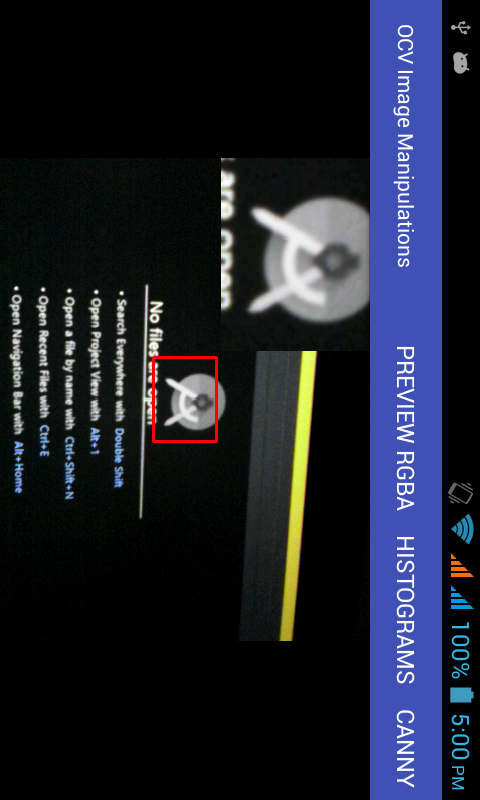 100% 5:00 PM
OCV Image Manipulations PREVIEW RGBA HISTOGRAMS CANNY
are open
No files are open
• Search Everywhere with Double Shift
• Open Project View with Alt+1
• Open a file by name with Ctrl+Shift+N
• Open Recent Files with Ctrl+E
• Open Navigation Bar with Alt+Home